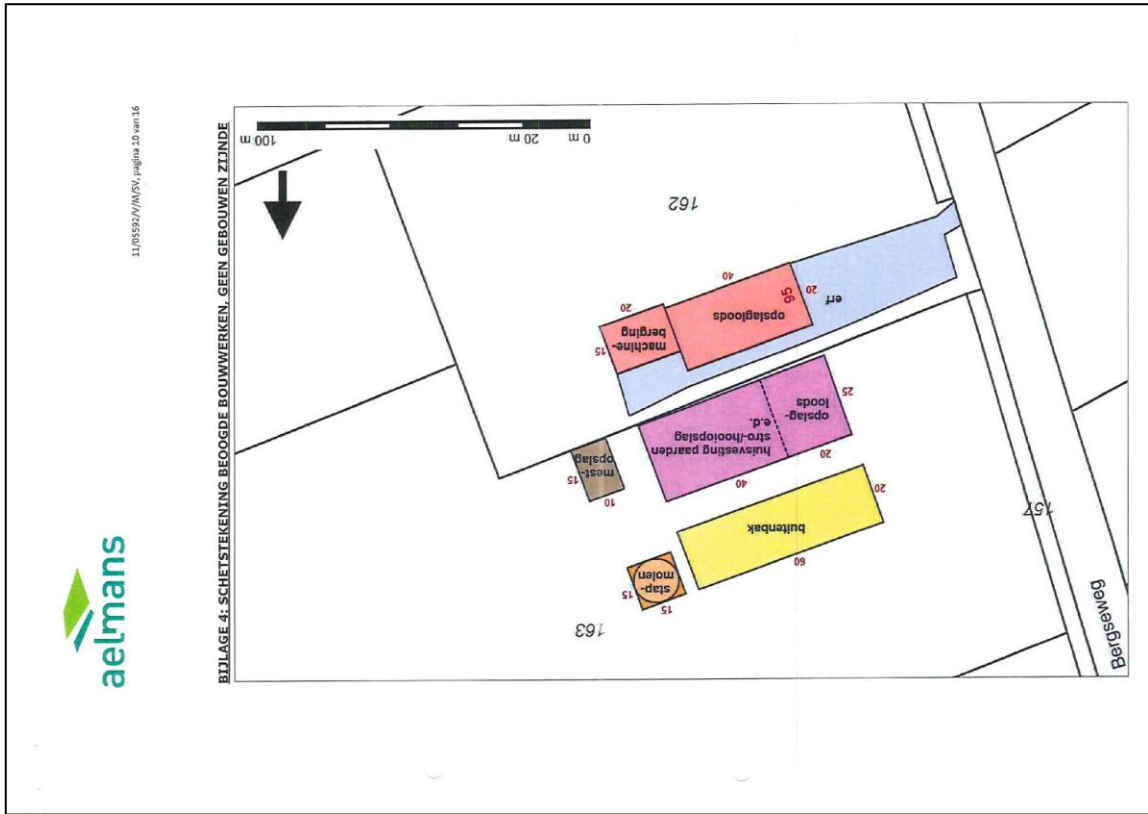 aelmans
11/05592/V/M/SV, pagina 10 van 16
BIJLAGE 4: SCHETSTEKENING BEOOGDE BOUWWERKEN, GEEN GEBOUWEN ZIJNDE
0 m
20 m
100 m
162
machine-
berging
20
15
opslagloods
40
20
95
erf
huisvesting paarden
stro-/hooiopslag
e.d.
40
opslag-
loods
25
20
mest-
opslag
15
10
buitenbak
60
20
stap-
molen
15
15
163
157
Bergseweg